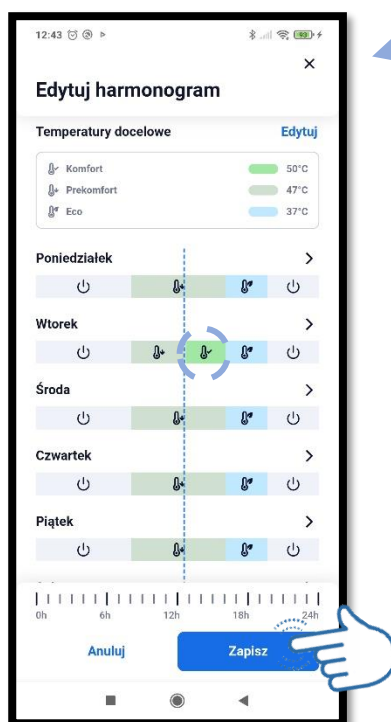 12:43
93
Edytuj harmonogram
Temperatury docelowe Edytuj
Komfort 50°C
Prekomfort 47°C
Eco 37°C
Poniedziałek
Wtorek
Środa
Czwartek
Piątek
0h 6h 12h 18h 24h
Anuluj Zapisz